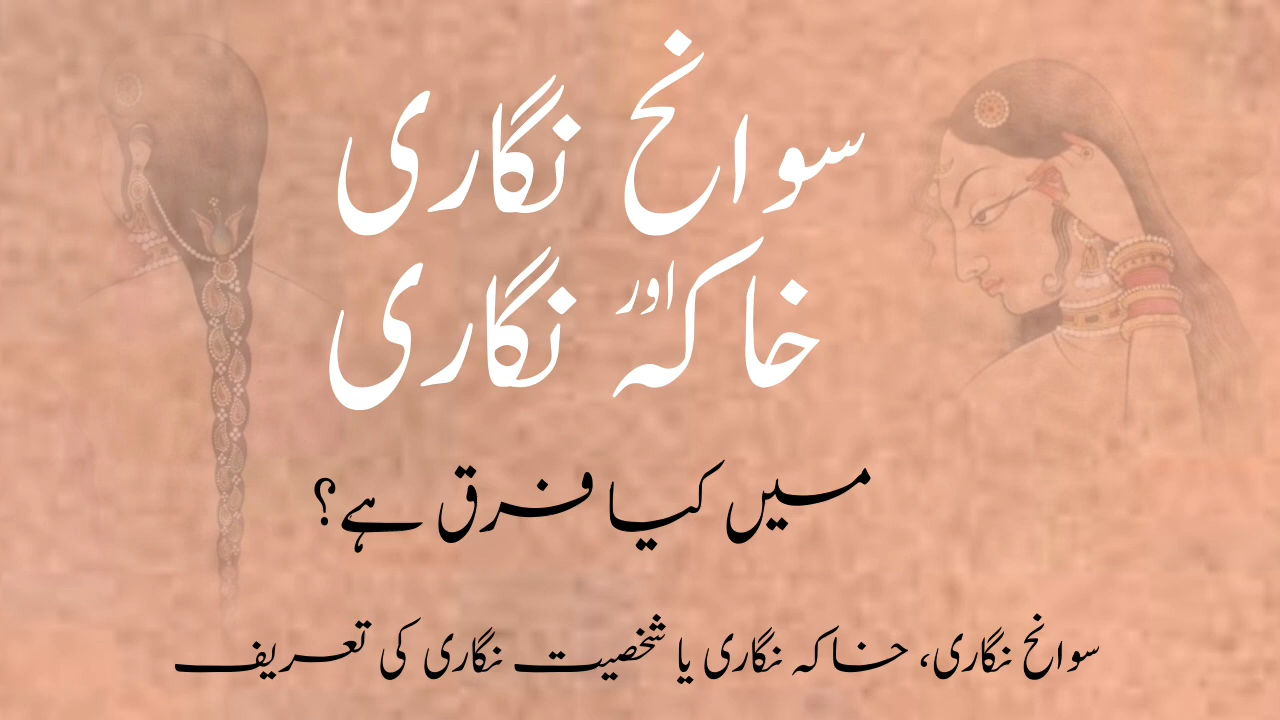 سوانح نگاری
اور
خاکہ نگاری
میں کیا فرق ہے؟
سوانح نگاری، خاکہ نگاری یا شخصیت نگاری کی تعریف